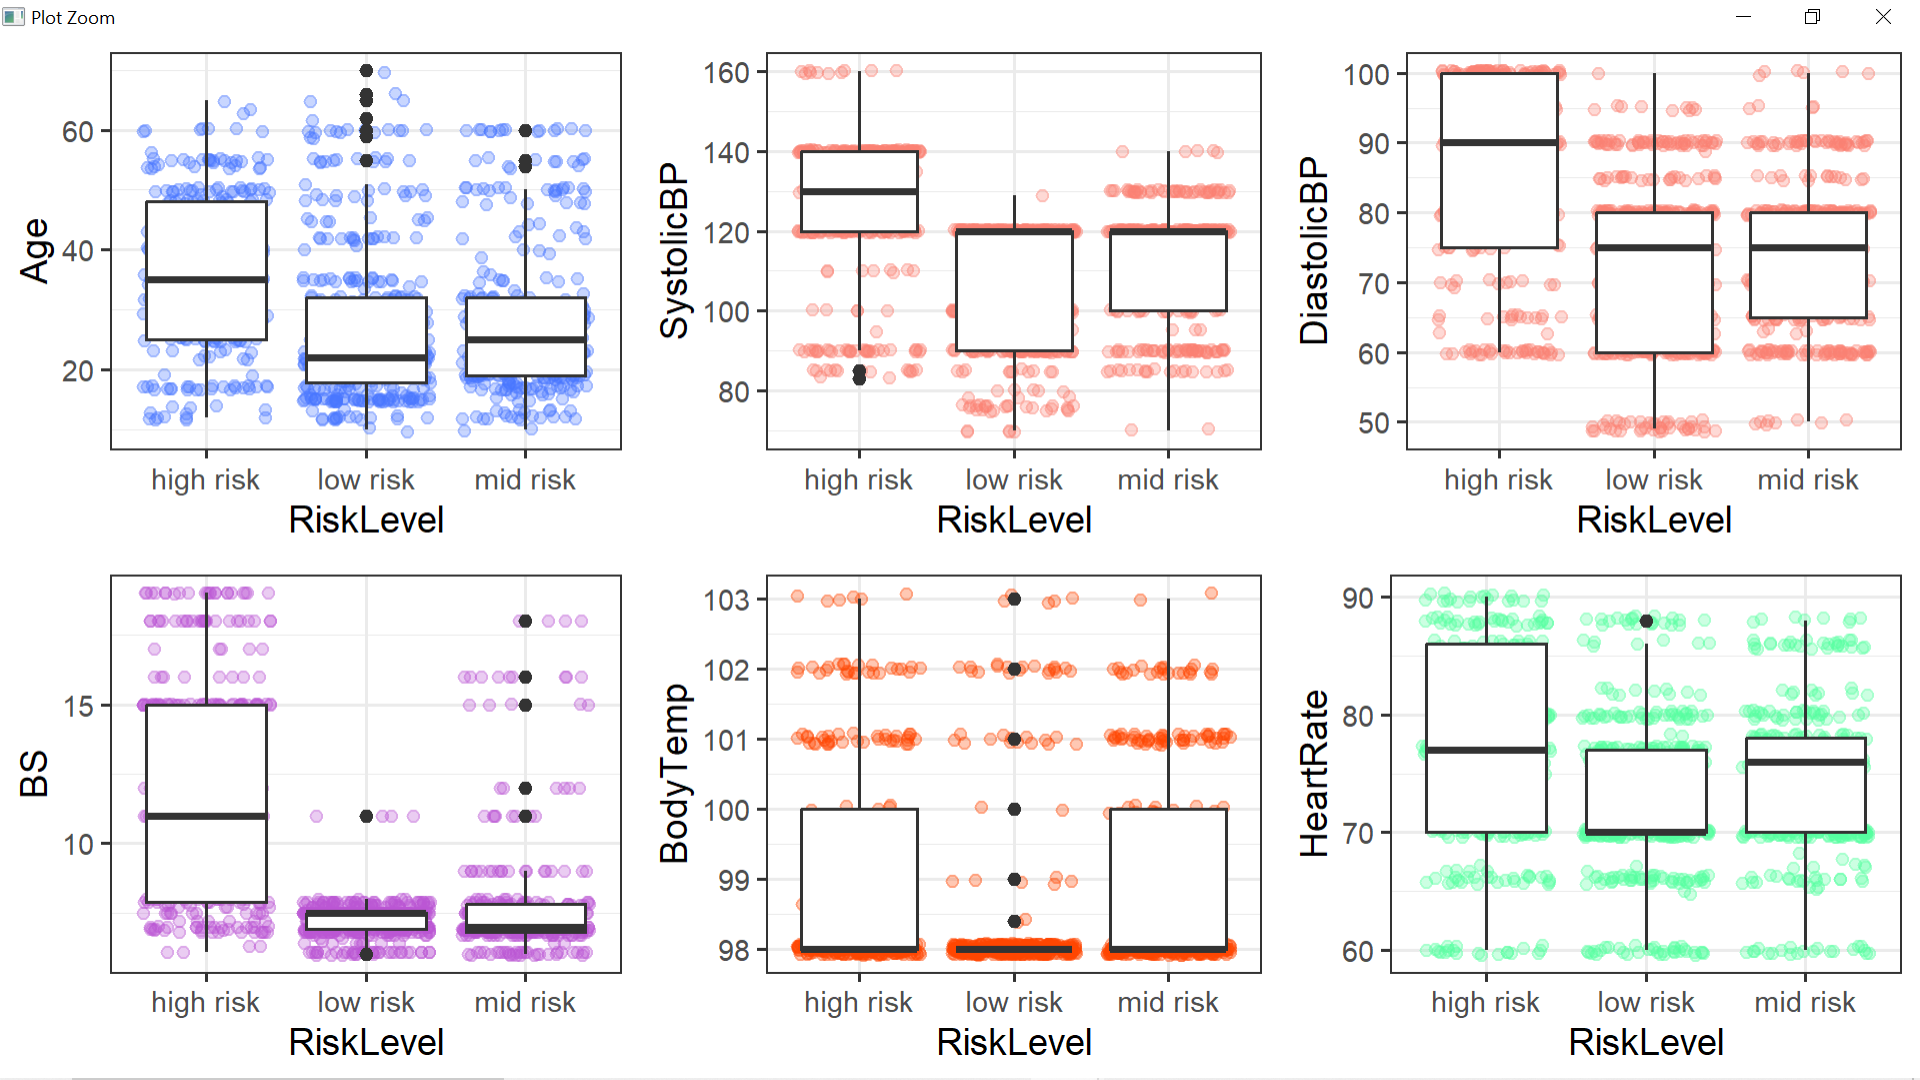 Plot Zoom
Age
60
40
20
high risk low risk mid risk
RiskLevel
SystolicBP
160
140
120
100
80
high risk low risk mid risk
RiskLevel
DiastolicBP
100
90
80
70
60
50
high risk low risk mid risk
RiskLevel
BS
15
10
high risk low risk mid risk
RiskLevel
BodyTemp
103
102
101
100
99
98
high risk low risk mid risk
RiskLevel
HeartRate
90
80
70
60
high risk low risk mid risk
RiskLevel